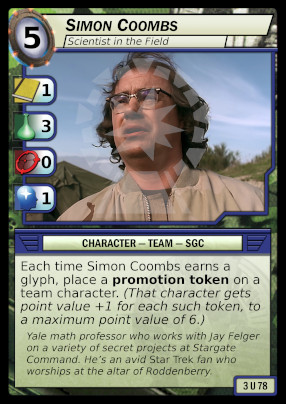 SIMON COOMBS
5
Scientist in the Field
1
3
0
1
CHARACTER – TEAM – SGC
Each time Simon Coombs earns a
glyph, place a promotion token on a
team character. (That character gets
point value +1 for each such token, to
a maximum point value of 6.)
Yale math professor who works with Jay Felger
on a variety of secret projects at Stargate
Command. He's an avid Star Trek fan who
worships at the altar of Roddenberry.
3 U 78